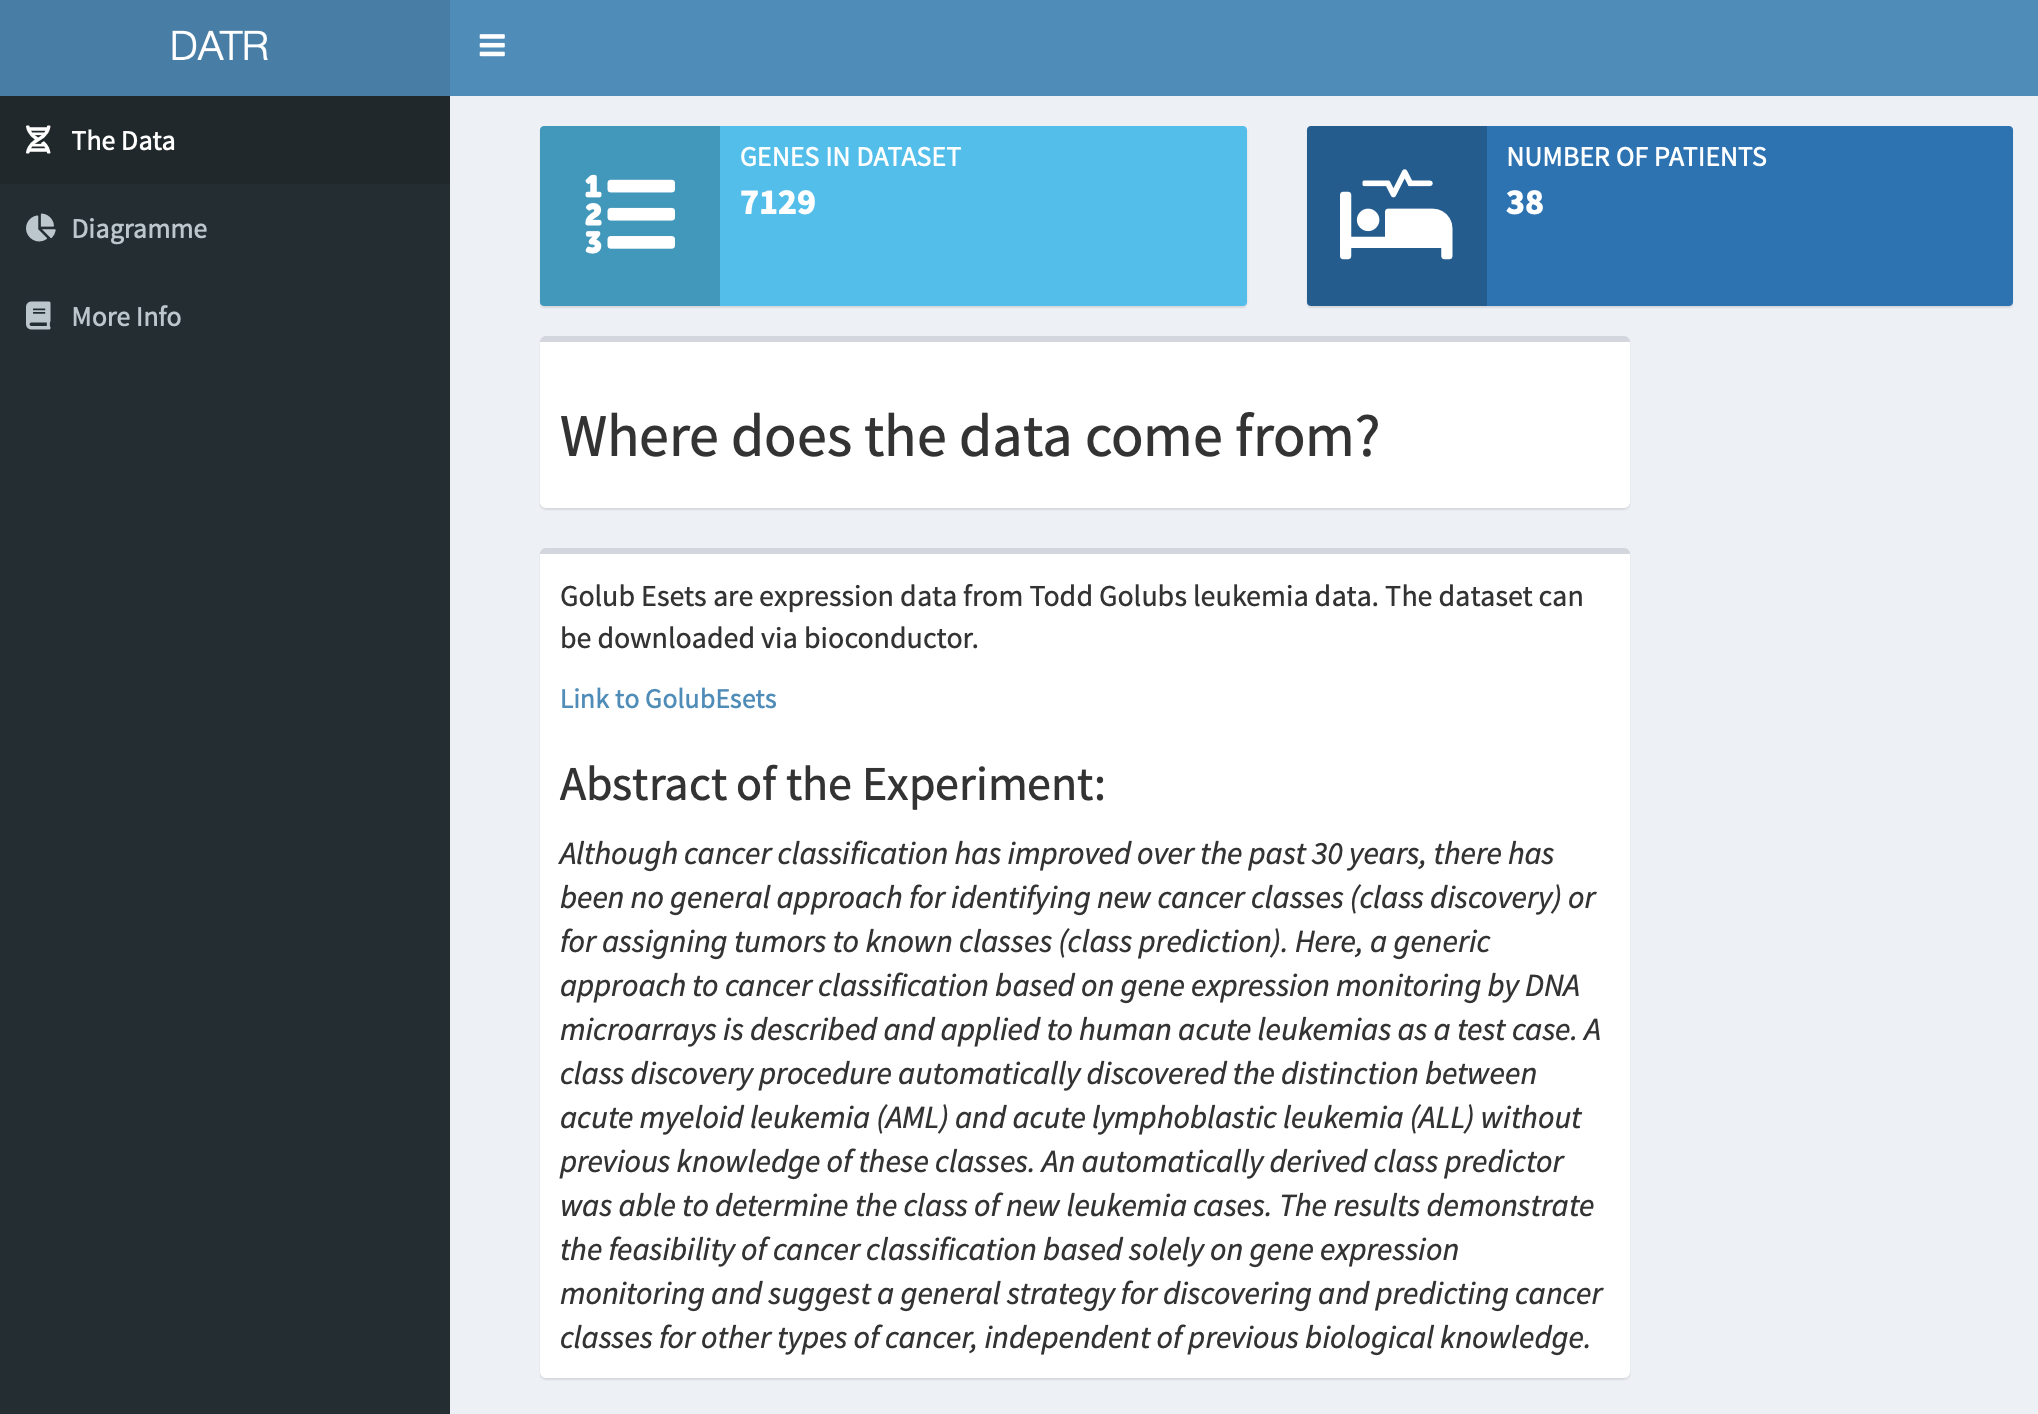 DATR
The Data
Diagramme
More Info
GENES IN DATASET
7129
NUMBER OF PATIENTS
38
1
2
3
Where does the data come from?
Golub Esets are expression data from Todd Golubs leukemia data. The dataset can
be downloaded via bioconductor.
Link to GolubEsets
Abstract of the Experiment:
Although cancer classification has improved over the past 30 years, there has
been no general approach for identifying new cancer classes (class discovery) or
for assigning tumors to known classes (class prediction). Here, a generic
approach to cancer classification based on gene expression monitoring by DNA
microarrays is described and applied to human acute leukemias as a test case. A
class discovery procedure automatically discovered the distinction between
acute myeloid leukemia (AML) and acute lymphoblastic leukemia (ALL) without
previous knowledge of these classes. An automatically derived class predictor
was able to determine the class of new leukemia cases. The results demonstrate
the feasibility of cancer classification based solely on gene expression
monitoring and suggest a general strategy for discovering and predicting cancer
classes for other types of cancer, independent of previous biological knowledge.